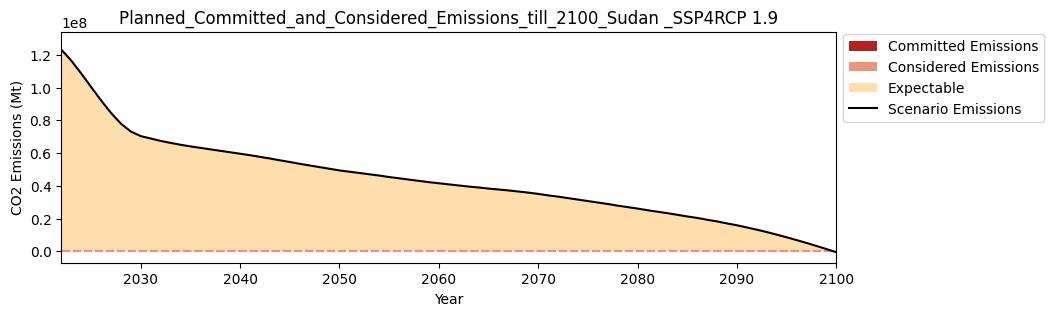 Planned_Committed_and_Considered_Emissions_till_2100_Sudan _SSP4RCP 1.9
1e8
1.2
1.0
0.8
0.6
0.4
0.2
0.0
CO2 Emissions (Mt)
2030 2040 2050 2060 2070 2080 2090 2100
Year
Committed Emissions
Considered Emissions
Expectable
Scenario Emissions